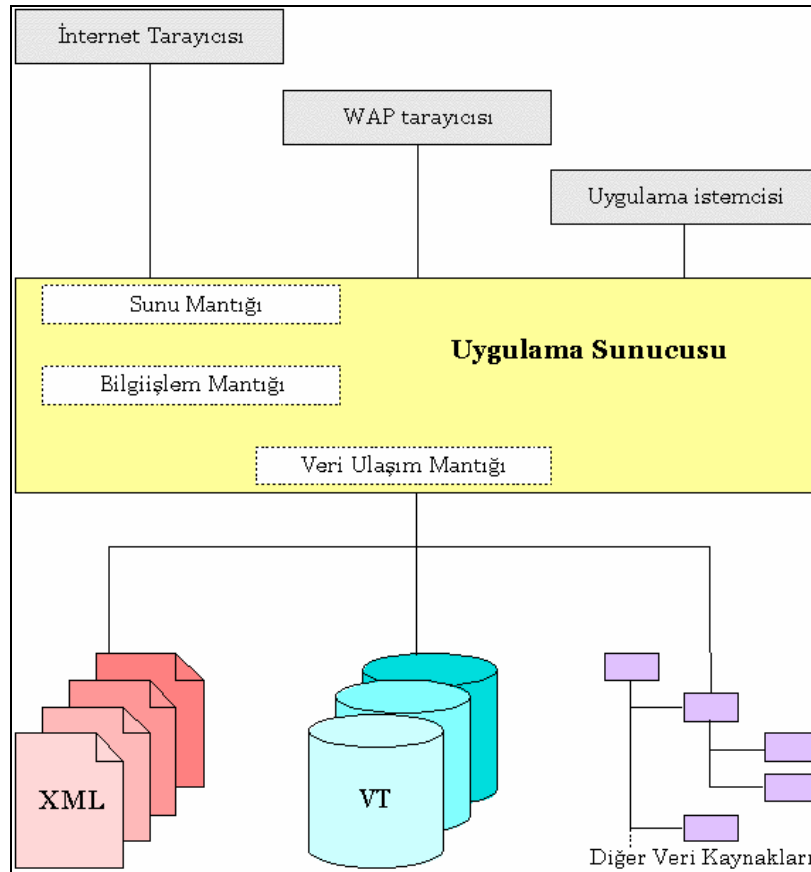 İnternet Tarayıcısı
WAP tarayıcısı
Uygulama istemcisi
Sunu Mantığı
Uygulama Sunucusu
Bilgiişlem Mantığı
Veri Ulaşım Mantığı
XML
VT
Diğer Veri Kaynakları